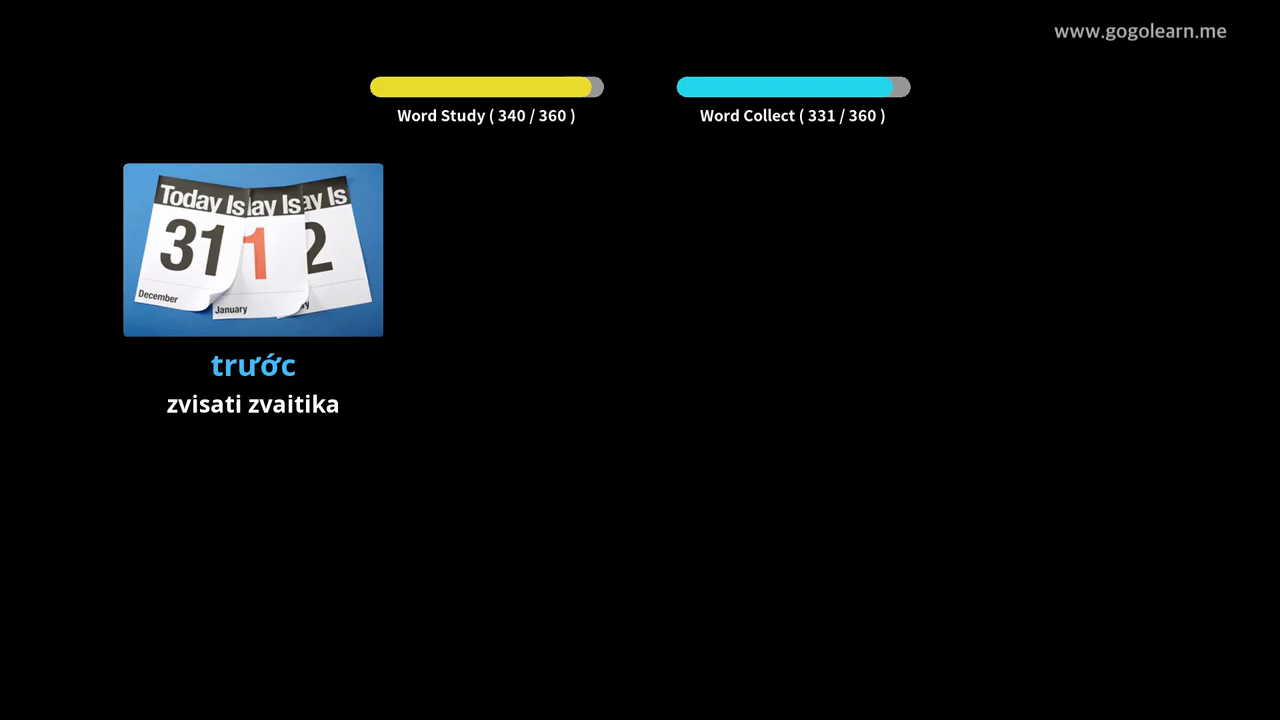 www.gogolearn.me
Word Study ( 340 / 360 )
Word Collect ( 331 / 360 )
Today Is
ay Is
ay Is
31
1
2
December
January
ry
trước
zvisati zvaitika